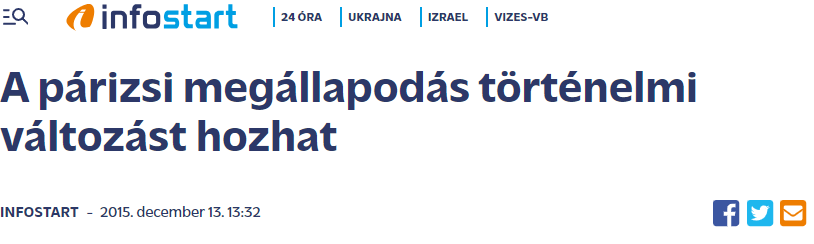 infostart
24 ÓRA
UKRAJNA
IZRAEL
VIZES-VB
A párizsi megállapodás történelmi
változást hozhat
INFOSTART - 2015. december 13. 13:32